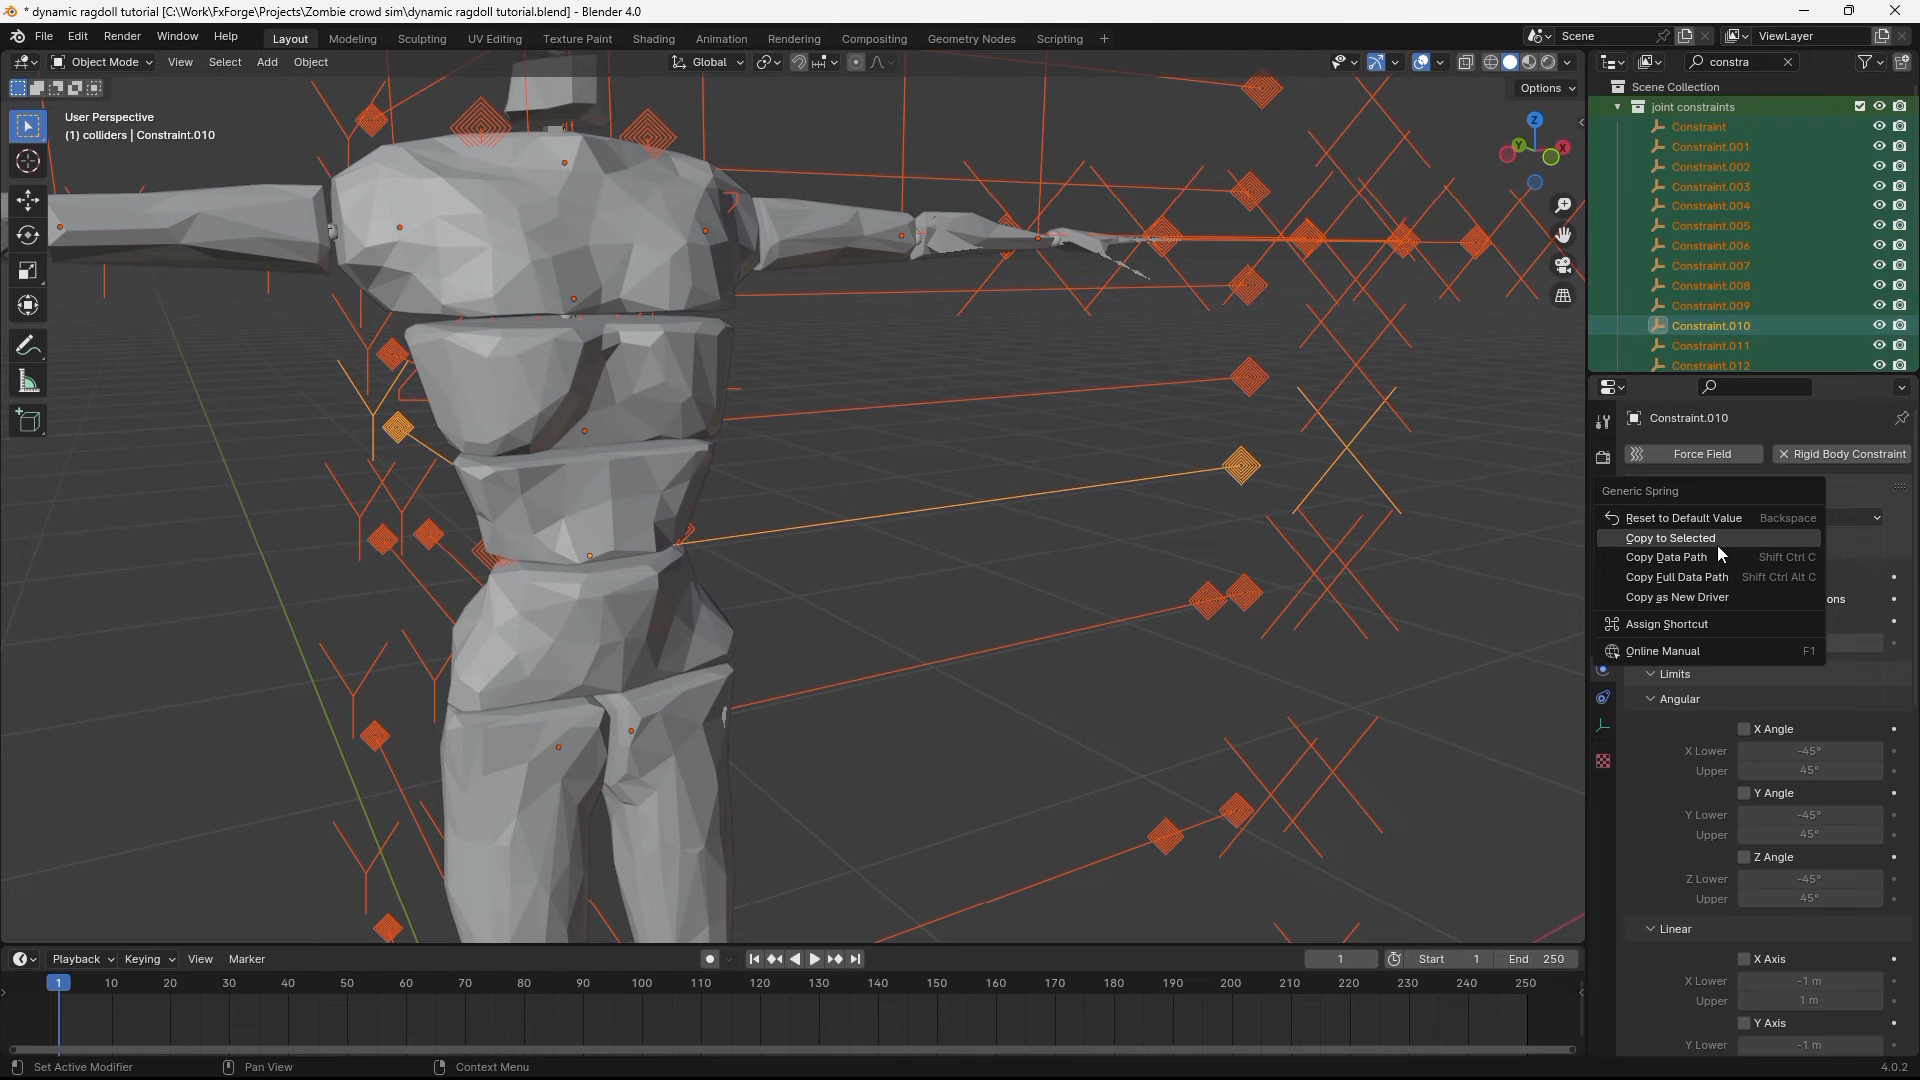 * dynamic ragdoll tutorial [C:\Work\FxForge\Projects\Zombie crowd sim\dynamic ragdoll tutorial.blend] - Blender 4.0
File Edit Render Window Help Layout Modeling Sculpting UV Editing Texture Paint Shading Animation Rendering Compositing Geometry Nodes Scripting + Scene ViewLayer
Object Mode View Select Add Object Global constra
Options
Scene Collection
joint constraints
User Perspective
(1) colliders | Constraint.010
Constraint
Constraint.001
Constraint.002
Constraint.003
Constraint.004
Constraint.005
Constraint.006
Constraint.007
Constraint.008
Constraint.009
Constraint.010
Constraint.011
Constraint.012
Z
Y
X
Constraint.010
Force Field Rigid Body Constraint
Generic Spring
Reset to Default Value Backspace
Copy to Selected
Copy Data Path Shift Ctrl C
Copy Full Data Path Shift Ctrl Alt C
Copy as New Driver
ons
Assign Shortcut
Online Manual F1
Limits
Angular
X Angle
X Lower -45°
Upper 45°
Y Angle
Y Lower -45°
Upper 45°
Z Angle
Z Lower -45°
Upper 45°
Linear
X Axis
X Lower -1 m
Upper 1 m
Y Axis
Y Lower -1 m
Playback Keying View Marker 1 Start 1 End 250
1 10 20 30 40 50 60 70 80 90 100 110 120 130 140 150 160 170 180 190 200 210 220 230 240 250
Set Active Modifier Pan View Context Menu 4.0.2